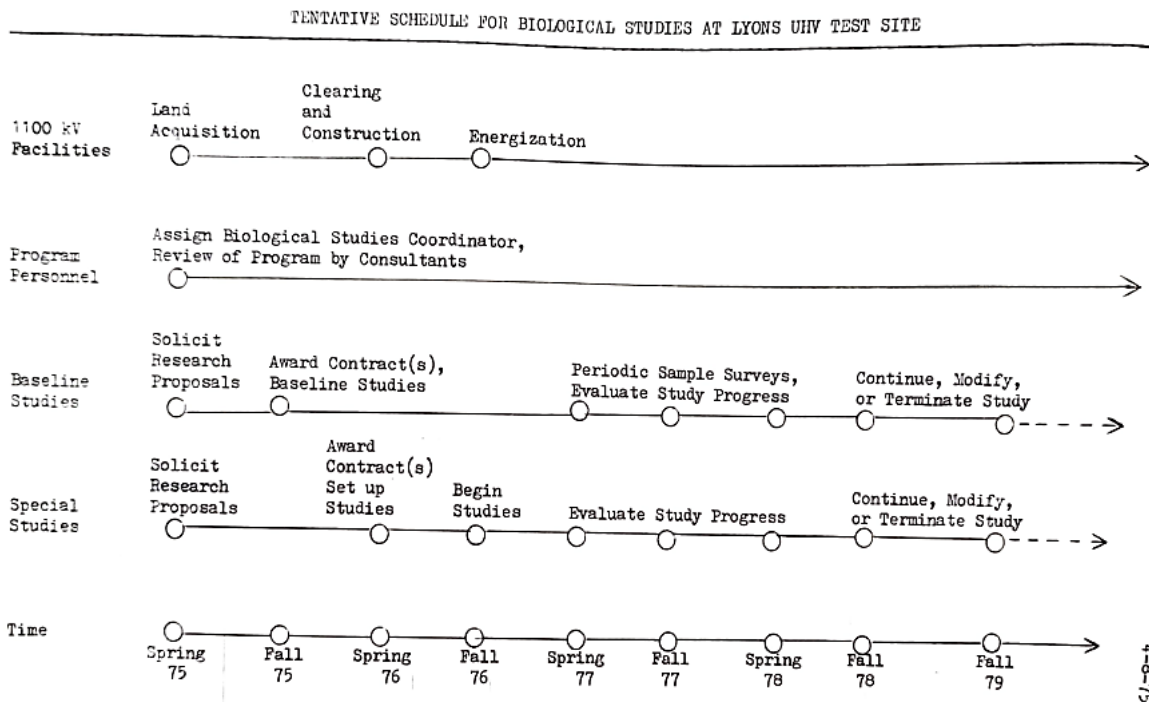 TENTATIVE SCHEDULE FOR BIOLOGICAL STUDIES AT LYONS UHV TEST SITE
1100 kV
Facilities
Land
Acquisition
Clearing
and
Construction
Energization
Program
Personnel
Assign Biological Studies Coordinator,
Review of Program by Consultants
Baseline
Studies
Solicit
Research
Proposals
Award Contract(s),
Baseline Studies
Periodic Sample Surveys,
Evaluate Study Progress
Continue, Modify,
or Terminate Study
Special
Studies
Solicit
Research
Proposals
Award
Contract(s)
Set up
Studies
Begin
Studies
Evaluate Study Progress
Continue, Modify,
or Terminate Study
Time
Spring
75
Fall
75
Spring
76
Fall
76
Spring
77
Fall
77
Spring
78
Fall
78
Fall
79